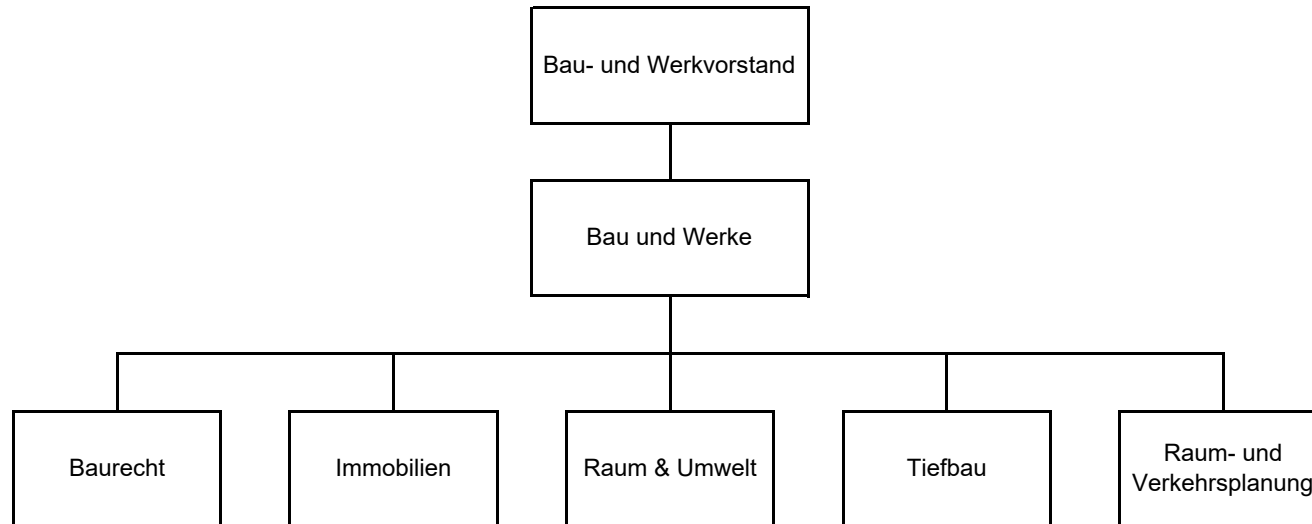 Bau- und Werkvorstand
Bau und Werke
Baurecht
Immobilien
Raum & Umwelt
Tiefbau
Raum- und
Verkehrsplanung